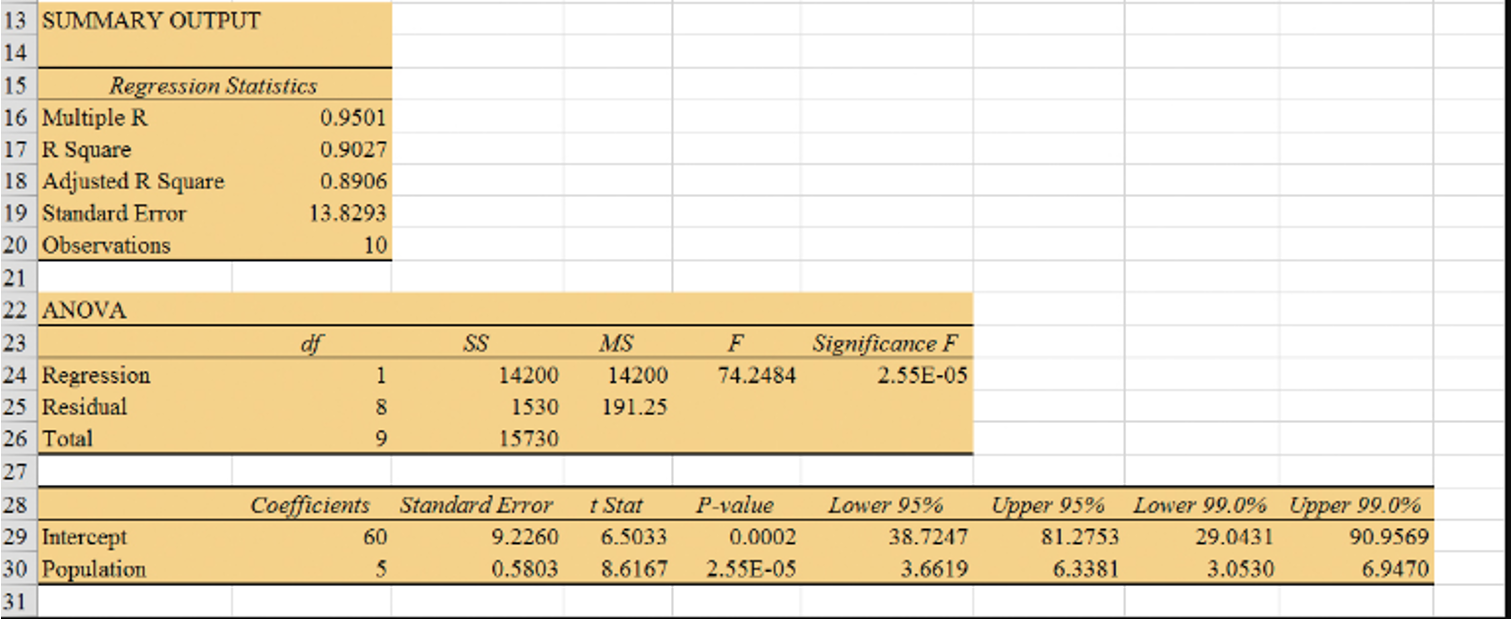 13 SUMMARY OUTPUT
14
15 Regression Statistics
16 Multiple R 0.9501
17 R Square 0.9027
18 Adjusted R Square 0.8906
19 Standard Error 13.8293
20 Observations 10
21
22 ANOVA
23 df SS MS F Significance F
24 Regression 1 14200 14200 74.2484 2.55E-05
25 Residual 8 1530 191.25
26 Total 9 15730
27
28 Coefficients Standard Error t Stat P-value Lower 95% Upper 95% Lower 99.0% Upper 99.0%
29 Intercept 60 9.2260 6.5033 0.0002 38.7247 81.2753 29.0431 90.9569
30 Population 5 0.5803 8.6167 2.55E-05 3.6619 6.3381 3.0530 6.9470
31